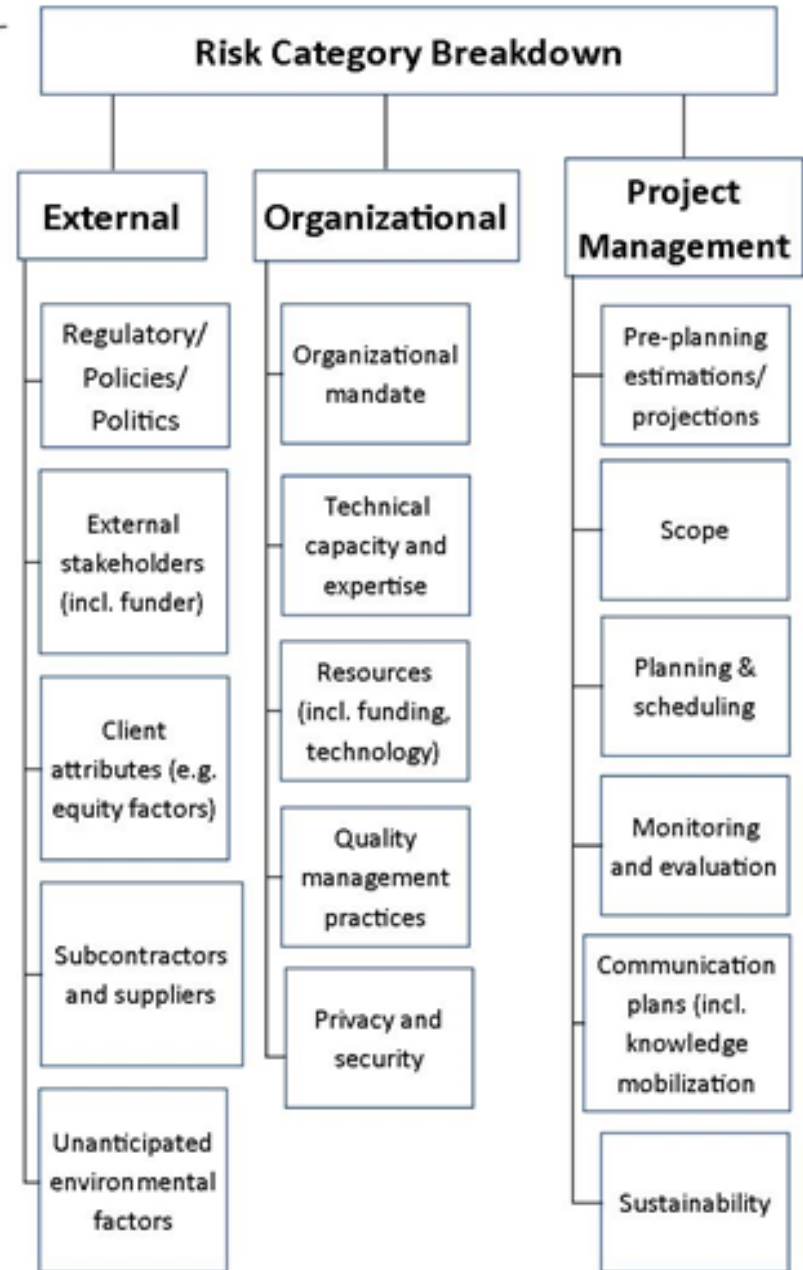 Risk Category Breakdown
External
Regulatory/
Policies/
Politics
External
stakeholders
(incl. funder)
Client
attributes (e.g.
equity factors)
Subcontractors
and suppliers
Unanticipated
environmental
factors
Organizational
Organizational
mandate
Technical
capacity and
expertise
Resources
(incl. funding,
technology)
Quality
management
practices
Privacy and
security
Project
Management
Pre-planning
estimations/
projections
Scope
Planning &
scheduling
Monitoring
and evaluation
Communication
plans (incl.
knowledge
mobilization
Sustainability